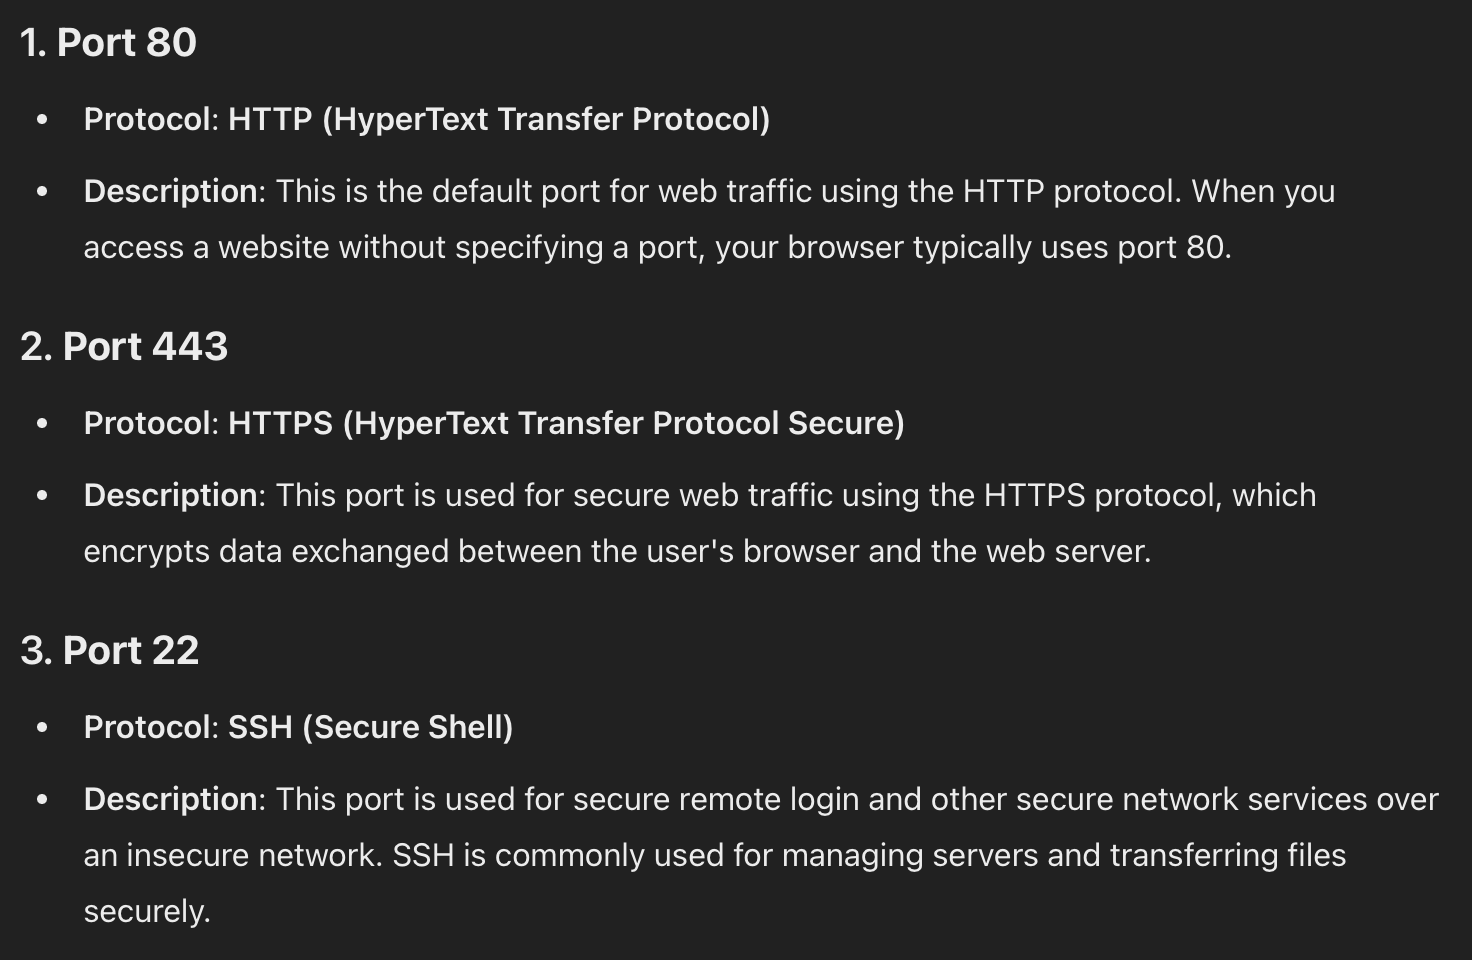 1. Port 80
• Protocol: HTTP (HyperText Transfer Protocol)
• Description: This is the default port for web traffic using the HTTP protocol. When you
access a website without specifying a port, your browser typically uses port 80.
2. Port 443
• Protocol: HTTPS (HyperText Transfer Protocol Secure)
• Description: This port is used for secure web traffic using the HTTPS protocol, which
encrypts data exchanged between the user's browser and the web server.
3. Port 22
• Protocol: SSH (Secure Shell)
• Description: This port is used for secure remote login and other secure network services over
an insecure network. SSH is commonly used for managing servers and transferring files
securely.